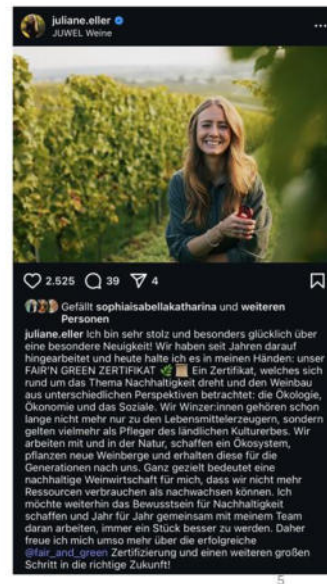 juliane.eller
JUWEL Weine
2.525 39 4
Gefällt sophiaisabellakatharina und weiteren
Personen
juliane.eller Ich bin sehr stolz und besonders glücklich über
eine besondere Neuigkeit! Wir haben seit Jahren darauf
hingearbeitet und heute halte ich es in meinen Händen: unser
FAIR'N GREEN ZERTIFIKAT 🌿📜 Ein Zertifikat, welches sich
rund um das Thema Nachhaltigkeit dreht und den Weinbau
aus unterschiedlichen Perspektiven betrachtet: die Ökologie,
Ökonomie und das Soziale. Wir Winzer:innen gehören schon
lange nicht mehr nur zu den Lebensmittelerzeugern, sondern
gelten vielmehr als Pfleger des ländlichen Kulturerbes. Wir
arbeiten mit und in der Natur, schaffen ein Ökosystem,
pflanzen neue Weinberge und erhalten diese für die
Generationen nach uns. Ganz gezielt bedeutet eine
nachhaltige Weinwirtschaft für mich, dass wir nicht mehr
Ressourcen verbrauchen als nachwachsen können. Ich
möchte weiterhin das Bewusstsein für Nachhaltigkeit
schaffen und Jahr für Jahr gemeinsam mit meinem Team
daran arbeiten, immer ein Stück besser zu werden. Daher
freue ich mich umso mehr über die erfolgreiche
@fair_and_green Zertifizierung und einen weiteren großen
Schritt in die richtige Zukunft!
5